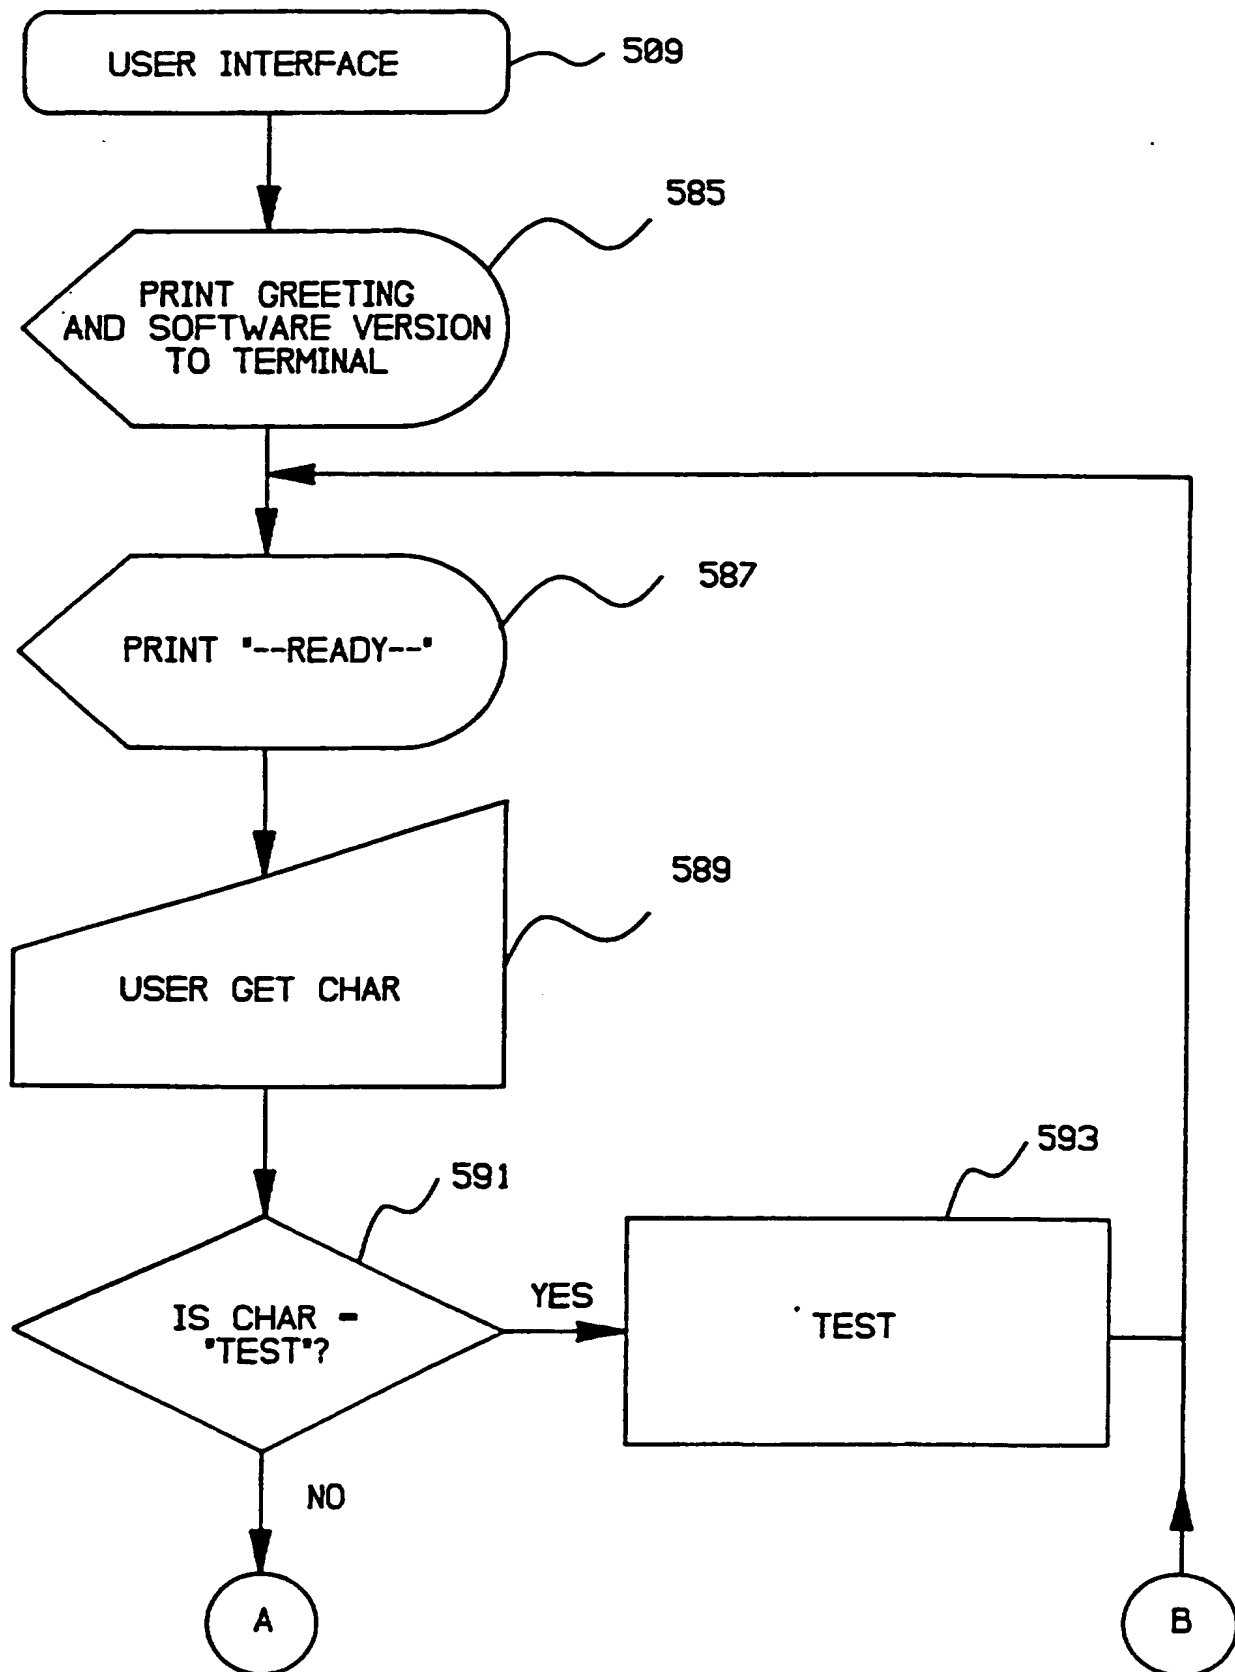 USER INTERFACE
509
585
PRINT GREETING
AND SOFTWARE VERSION
TO TERMINAL
587
PRINT "--READY--"
589
USER GET CHAR
591
593
IS CHAR =
"TEST"?
YES
TEST
NO
A
B